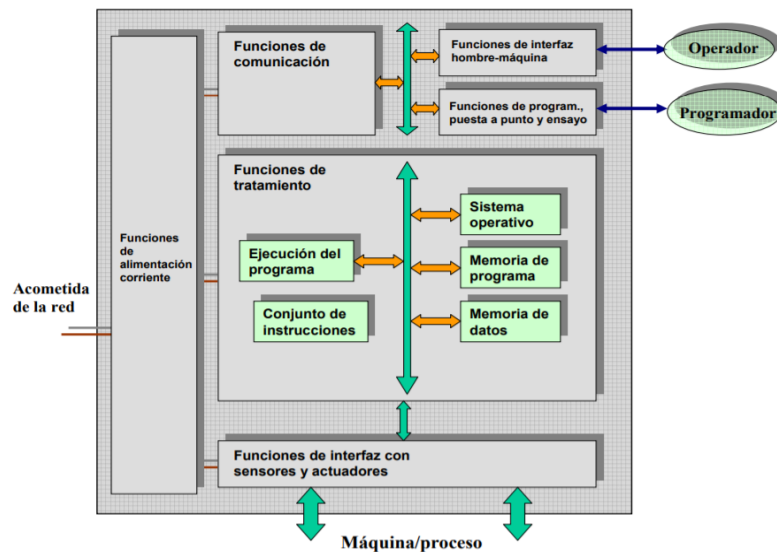 Funciones de
comunicación
Funciones de interfaz
hombre-máquina
Operador
Funciones de program.,
puesta a punto y ensayo
Programador
Funciones de
tratamiento
Sistema
operativo
Funciones
de
alimentación
corriente
Ejecución del
programa
Memoria de
programa
Acometida
de la red
Conjunto de
instrucciones
Memoria de
datos
Funciones de interfaz con
sensores y actuadores
Máquina/proceso